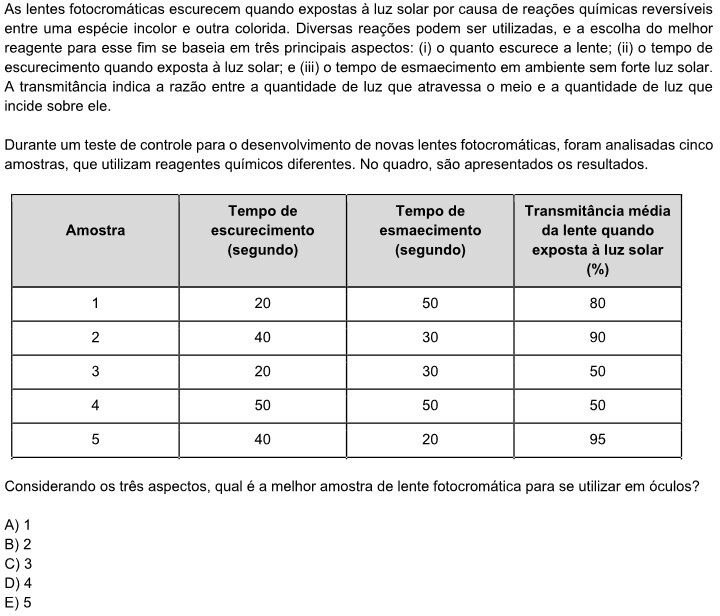 As lentes fotocromáticas escurecem quando expostas à luz solar por causa de reações químicas reversíveis
entre uma espécie incolor e outra colorida. Diversas reações podem ser utilizadas, e a escolha do melhor
reagente para esse fim se baseia em três principais aspectos: (i) o quanto escurece a lente; (ii) o tempo de
escurecimento quando exposta à luz solar; e (iii) o tempo de esmaecimento em ambiente sem forte luz solar.
A transmitância indica a razão entre a quantidade de luz que atravessa o meio e a quantidade de luz que
incide sobre ele.
Durante um teste de controle para o desenvolvimento de novas lentes fotocromáticas, foram analisadas cinco
amostras, que utilizam reagentes químicos diferentes. No quadro, são apresentados os resultados.
Amostra
Tempo de
escurecimento
(segundo)
Tempo de
esmaecimento
(segundo)
Transmitância média
da lente quando
exposta à luz solar
(%)
1 20 50 80
2 40 30 90
3 20 30 50
4 50 50 50
5 40 20 95
Considerando os três aspectos, qual é a melhor amostra de lente fotocromática para se utilizar em óculos?
A) 1
B) 2
C) 3
D) 4
E) 5